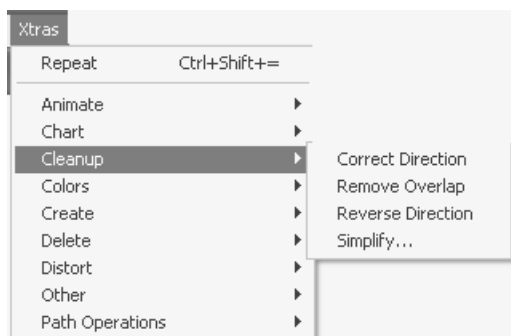 Xtras
Repeat Ctrl+Shift+=
Animate
Chart
Cleanup
Colors
Create
Delete
Distort
Other
Path Operations
Correct Direction
Remove Overlap
Reverse Direction
Simplify...